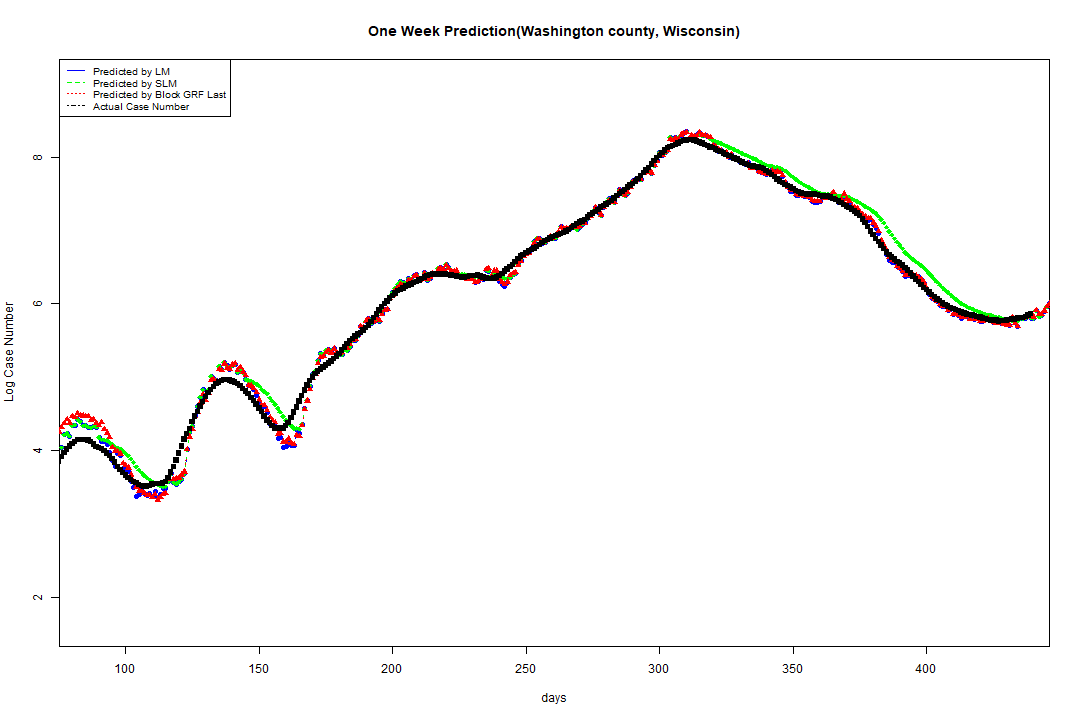 One Week Prediction(Washington county, Wisconsin)
Predicted by LM
Predicted by SLM
Predicted by Block GRF Last
Actual Case Number
Log Case Number
8
6
4
2
100 150 200 250 300 350 400
days